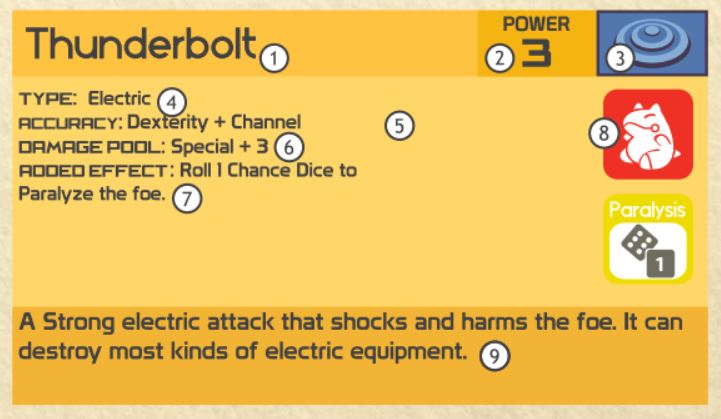 Thunderbolt 1
POWER
2 3
3
TYPE: Electric 4
ACCURACY: Dexterity + Channel 5
DAMAGE POOL: Special + 3 6
ADDED EFFECT: Roll 1 Chance Dice to
Paralyze the foe. 7
8
Paralysis
1
A Strong electric attack that shocks and harms the foe. It can
destroy most kinds of electric equipment. 9